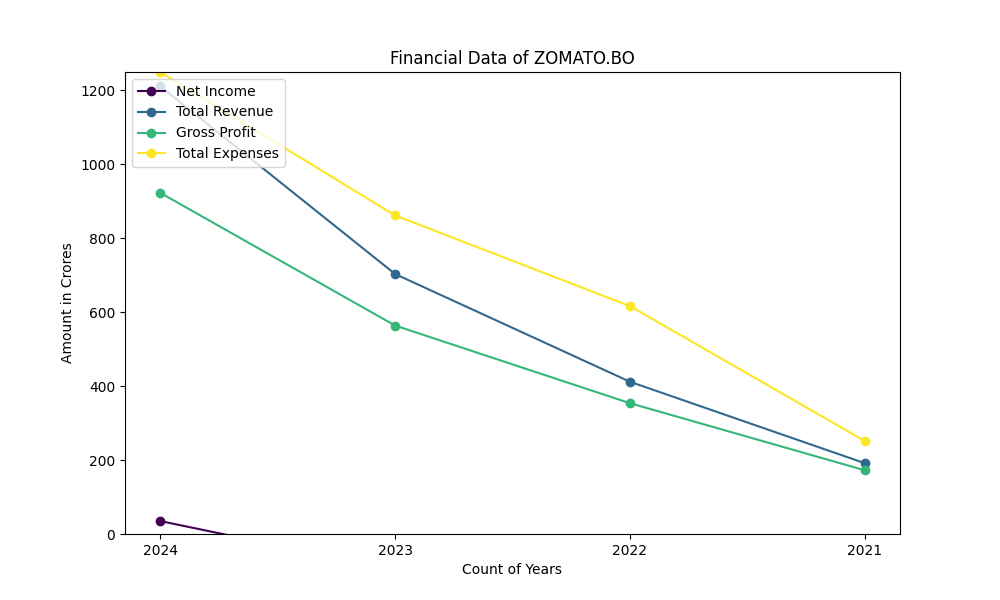 Financial Data of ZOMATO.BO
Net Income
Total Revenue
Gross Profit
Total Expenses
1200
1000
800
600
400
200
0
Amount in Crores
2024 2023 2022 2021
Count of Years